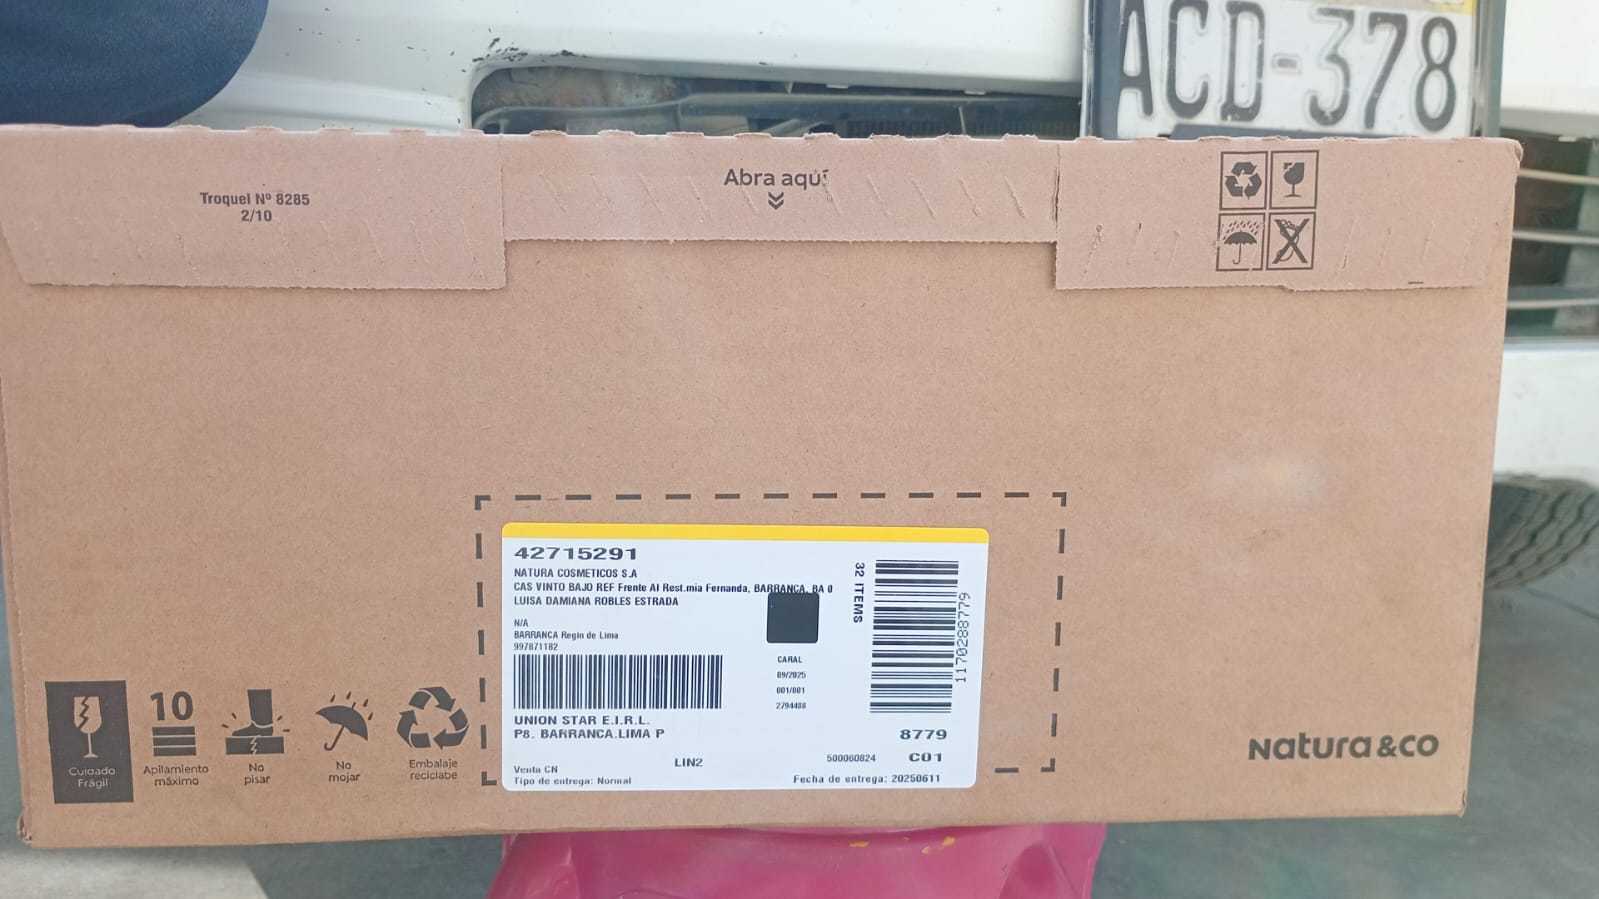 ACD-378
Troquel Nº 8285
2/10
Abra aquí
42715291
NATURA COSMETICOS S.A
CAS VINTO BAJO REF Frente Al Rest.mia Fernanda, BARRANCA, BA 0
LUISA DAMIANA ROBLES ESTRADA
N/A
BARRANCA Regin de Lima
997871182
32 ITEMS
1170288779
CARAL
09/2025
001/001
2794488
UNION STAR E.I.R.L.
P8. BARRANCA.LIMA P
8779
LIN2
500060824
C01
Venta CN
Tipo de entrega: Normal
Fecha de entrega: 20250611
Cuidado
Frágil
10
Apilamiento
máximo
No
pisar
No
mojar
Embalaje
reciclabe
Natura &co